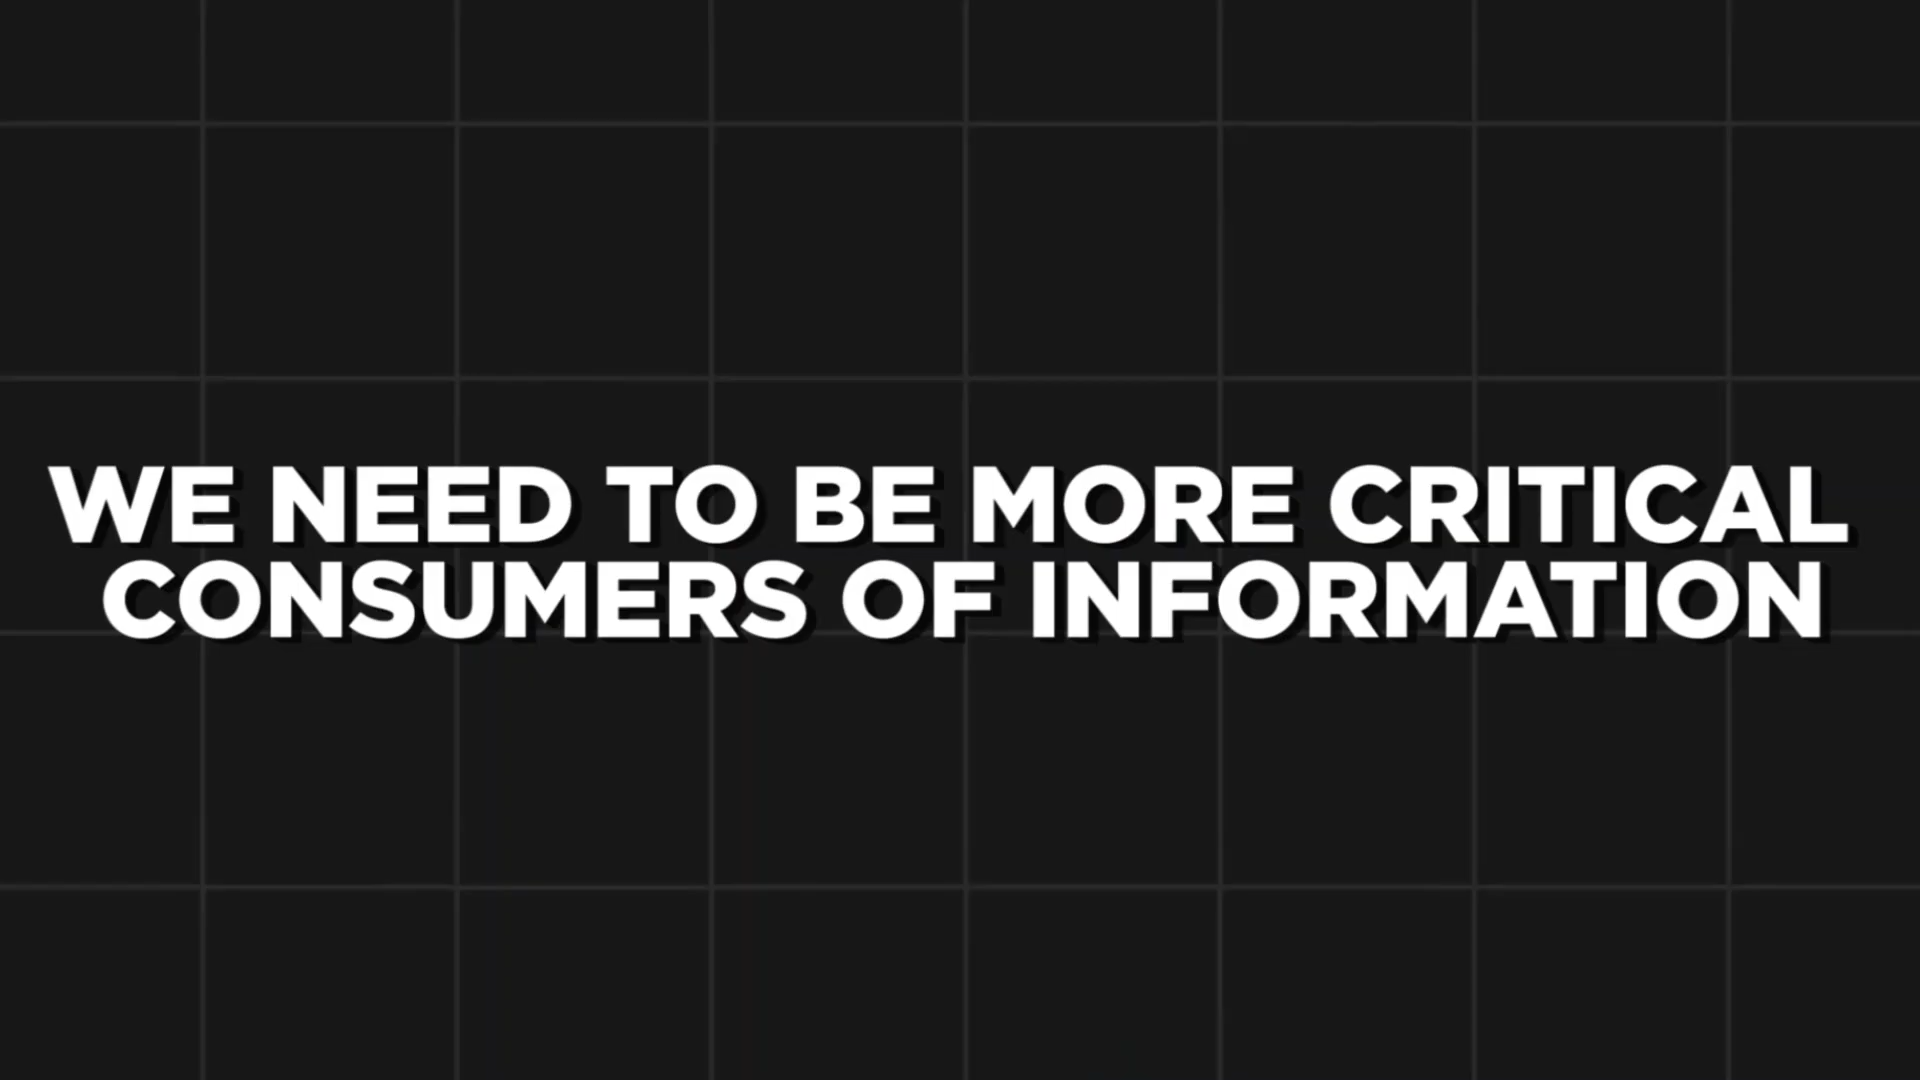 WE NEED TO BE MORE CRITICAL
CONSUMERS OF INFORMATION